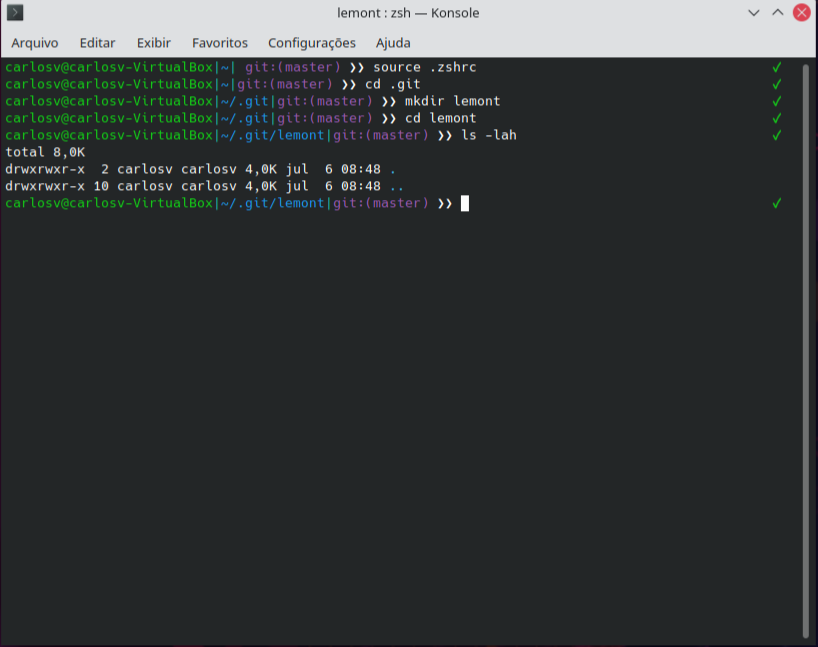 lemont : zsh — Konsole
Arquivo Editar Exibir Favoritos Configurações Ajuda
carlosv@carlosv-VirtualBox|~| git:(master) ❯❯ source .zshrc ✓
carlosv@carlosv-VirtualBox|~|git:(master) ❯❯ cd .git ✓
carlosv@carlosv-VirtualBox|~/.git|git:(master) ❯❯ mkdir lemont ✓
carlosv@carlosv-VirtualBox|~/.git|git:(master) ❯❯ cd lemont ✓
carlosv@carlosv-VirtualBox|~/.git/lemont|git:(master) ❯❯ ls -lah ✓
total 8,0K
drwxrwxr-x  2 carlosv carlosv 4,0K jul  6 08:48 .
drwxrwxr-x 10 carlosv carlosv 4,0K jul  6 08:48 ..
carlosv@carlosv-VirtualBox|~/.git/lemont|git:(master) ❯❯ ✓